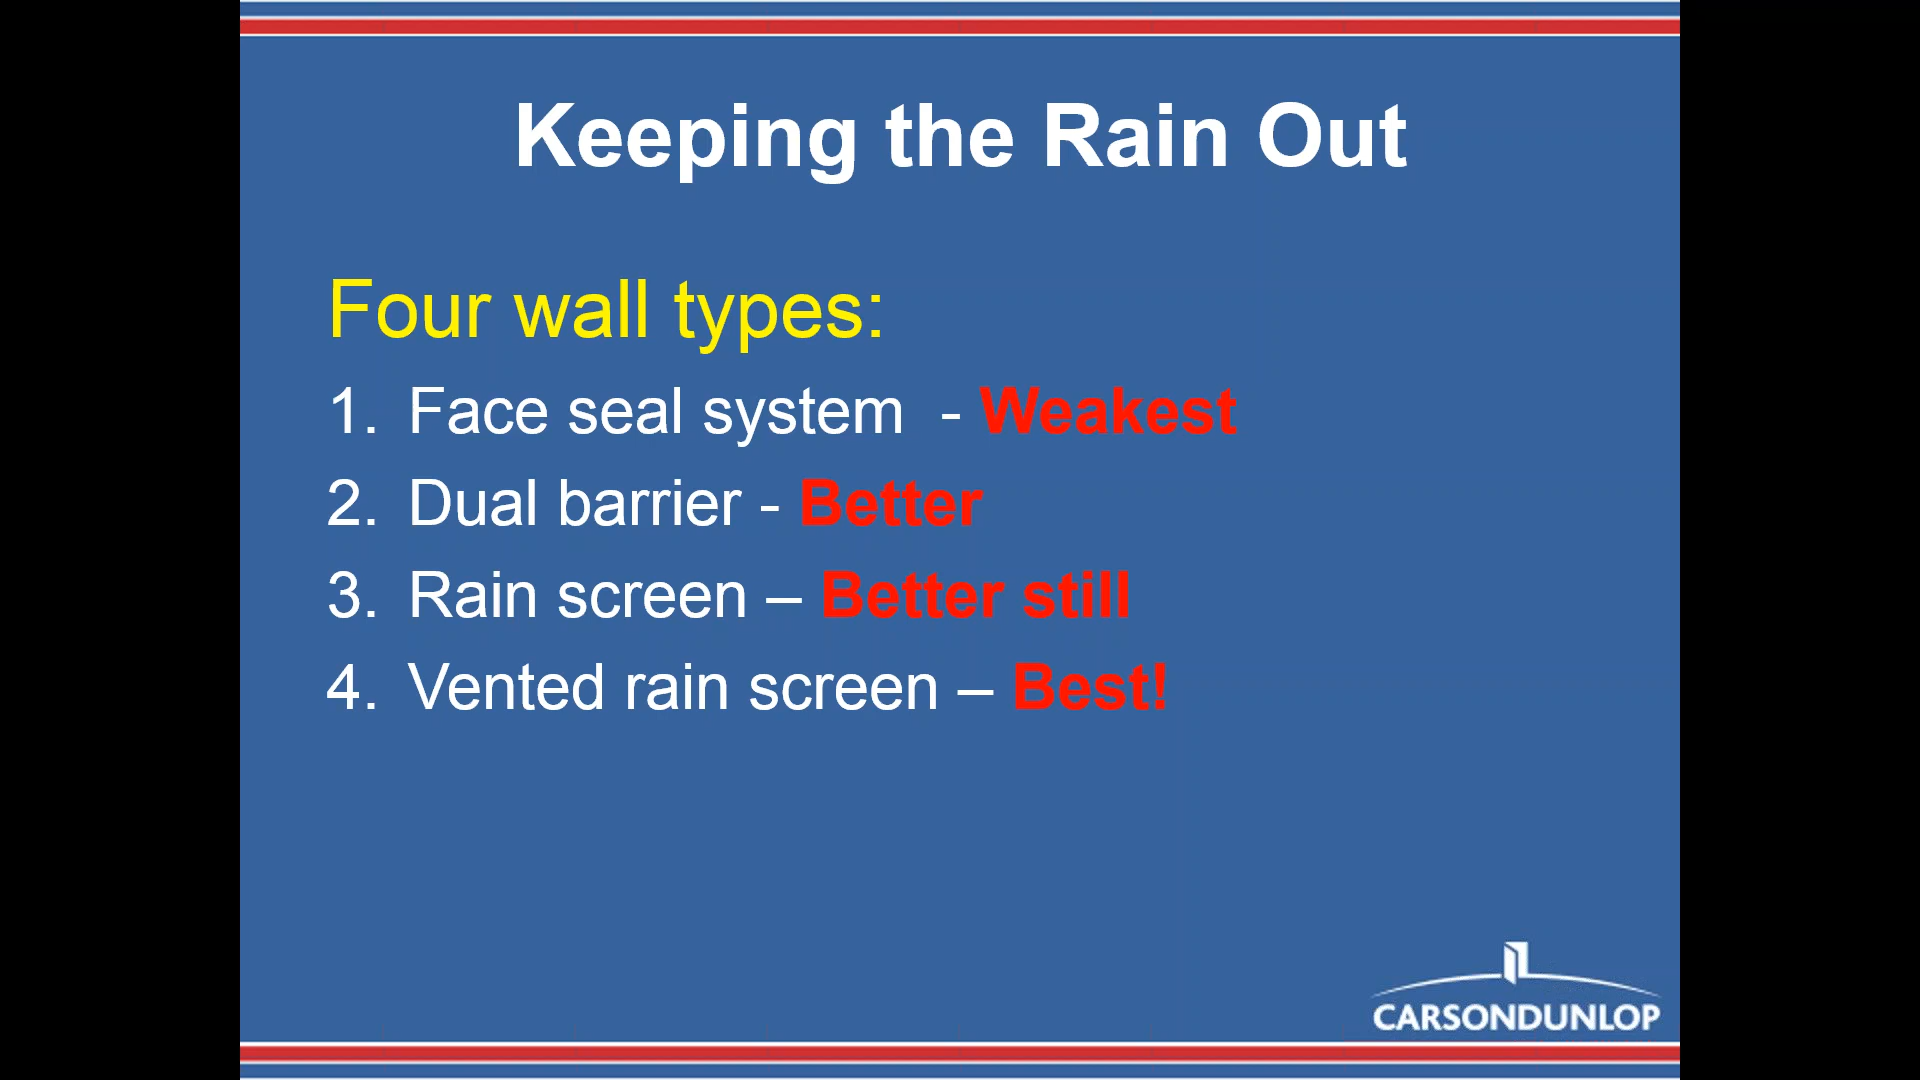 Keeping the Rain Out
Four wall types:
1. Face seal system - Weakest
2. Dual barrier - Better
3. Rain screen – Better still
4. Vented rain screen – Best!
CARSONDUNLOP